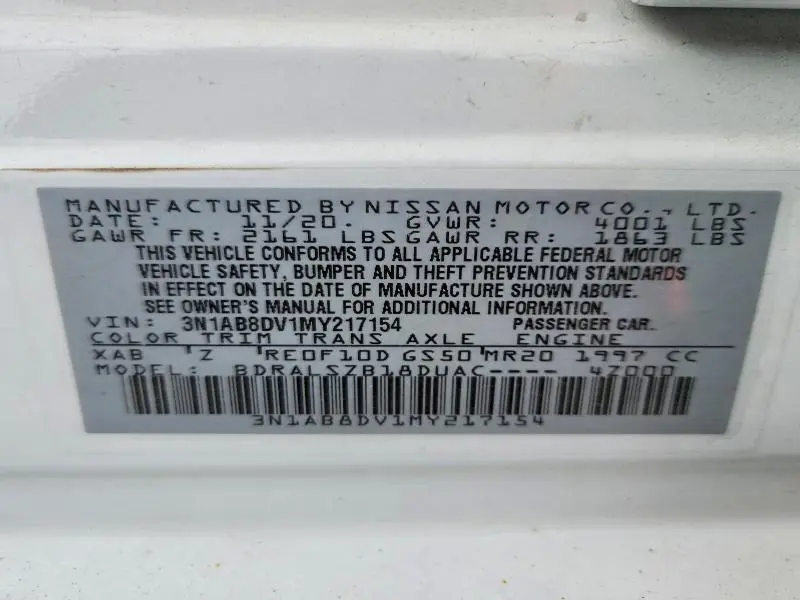 MANUFACTURED BY NISSAN MOTOR CO., LTD.
DATE: 11/20. GVWR: 4001 LBS
GAWR FR: 2161 LBS GAWR RR: 1863 LBS
THIS VEHICLE CONFORMS TO ALL APPLICABLE FEDERAL MOTOR
VEHICLE SAFETY, BUMPER AND THEFT PREVENTION STANDARDS
IN EFFECT ON THE DATE OF MANUFACTURE SHOWN ABOVE.
SEE OWNER'S MANUAL FOR ADDITIONAL INFORMATION.
VIN: 3N1AB8DV1MY217154 PASSENGER CAR.
COLOR TRIM TRANS AXLE ENGINE
XAB Z RE0F10D GS50 MR20 1997 CC
MODEL: BDRALSZB18DUAC---- 4Z000
3N1AB8DV1MY217154